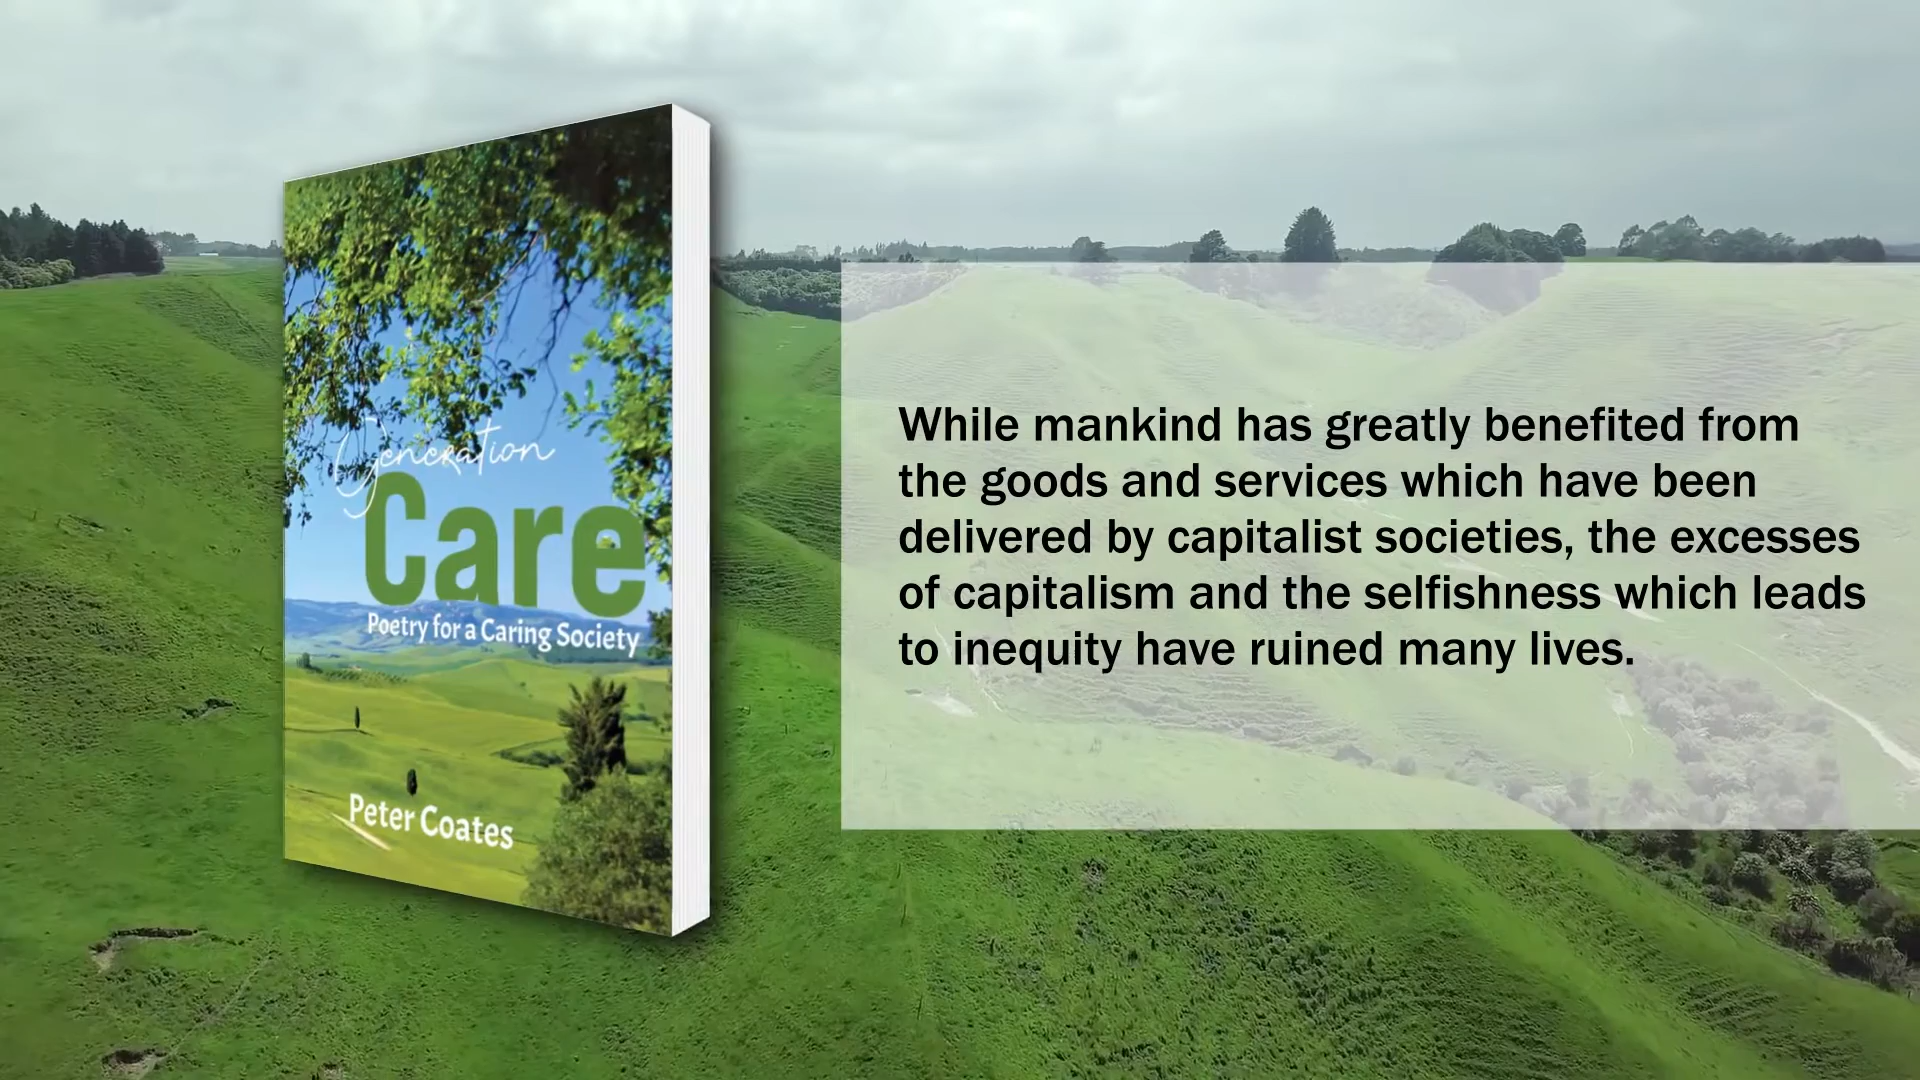 Generation
Care
Poetry for a Caring Society
Peter Coates
While mankind has greatly benefited from
the goods and services which have been
delivered by capitalist societies, the excesses
of capitalism and the selfishness which leads
to inequity have ruined many lives.